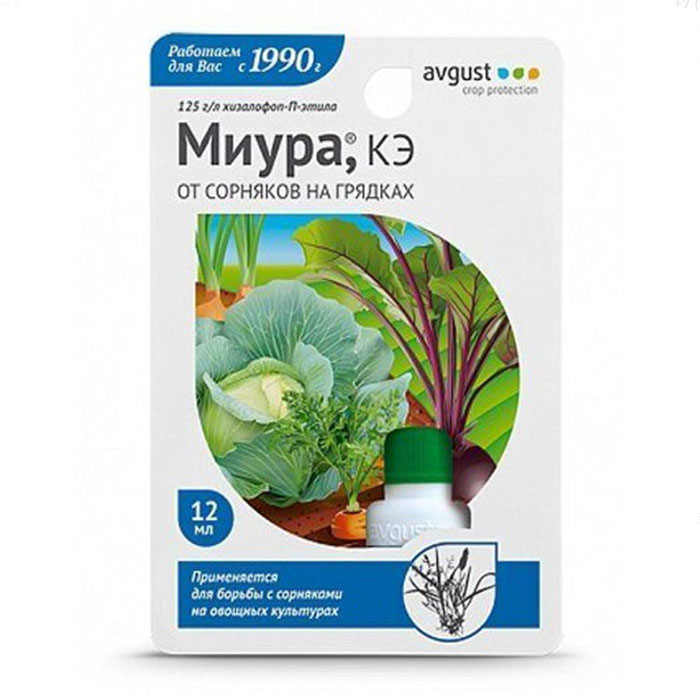 Работаем
для Вас с 1990 г
avgust
crop protection
125 г/л хизалофоп-П-этила
Миура,® КЭ
ОТ СОРНЯКОВ НА ГРЯДКАХ
avgust
12
мл
Применяется
для борьбы с сорняками
на овощных культурах